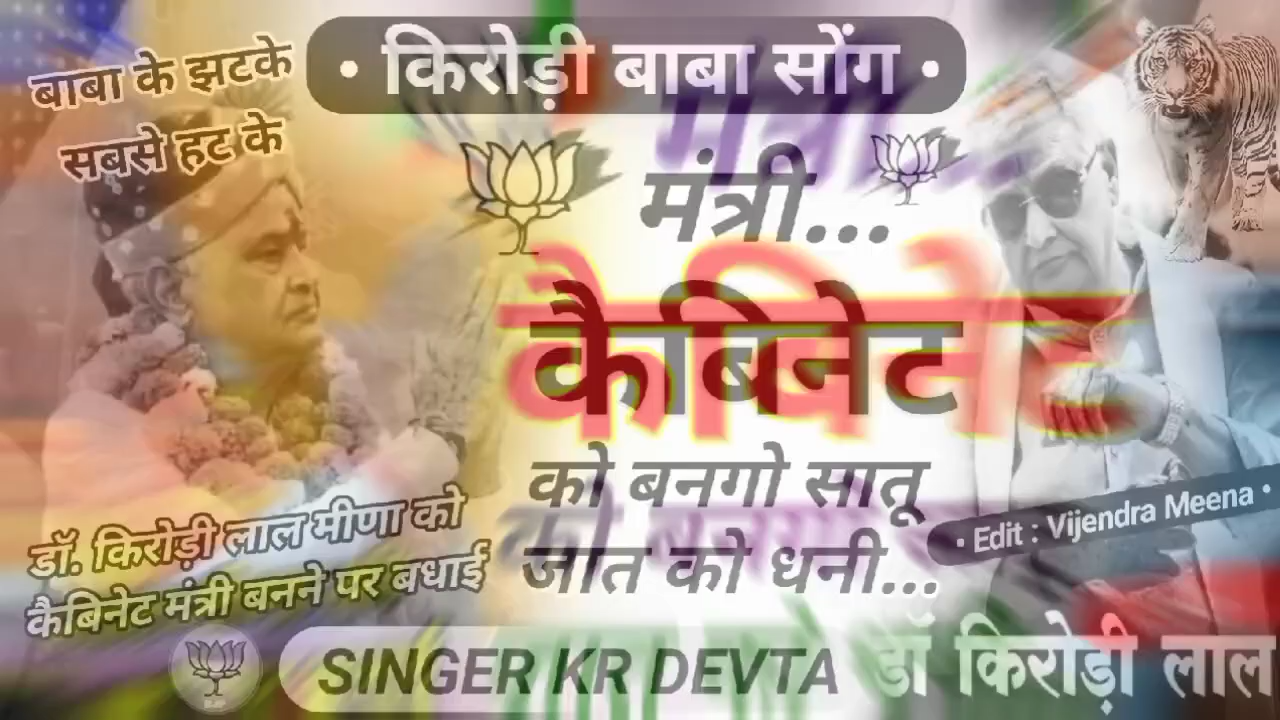 • किरोड़ी बाबा सोंग •
बाबा के झटके
सबसे हट के
मंत्री...
कैबिनेट
को बनगो सातू
जात को धनी...
• Edit : Vijendra Meena •
डॉ. किरोड़ी लाल मीणा को
कैबिनेट मंत्री बनने पर बधाई
SINGER KR DEVTA
डॉ किरोड़ी लाल